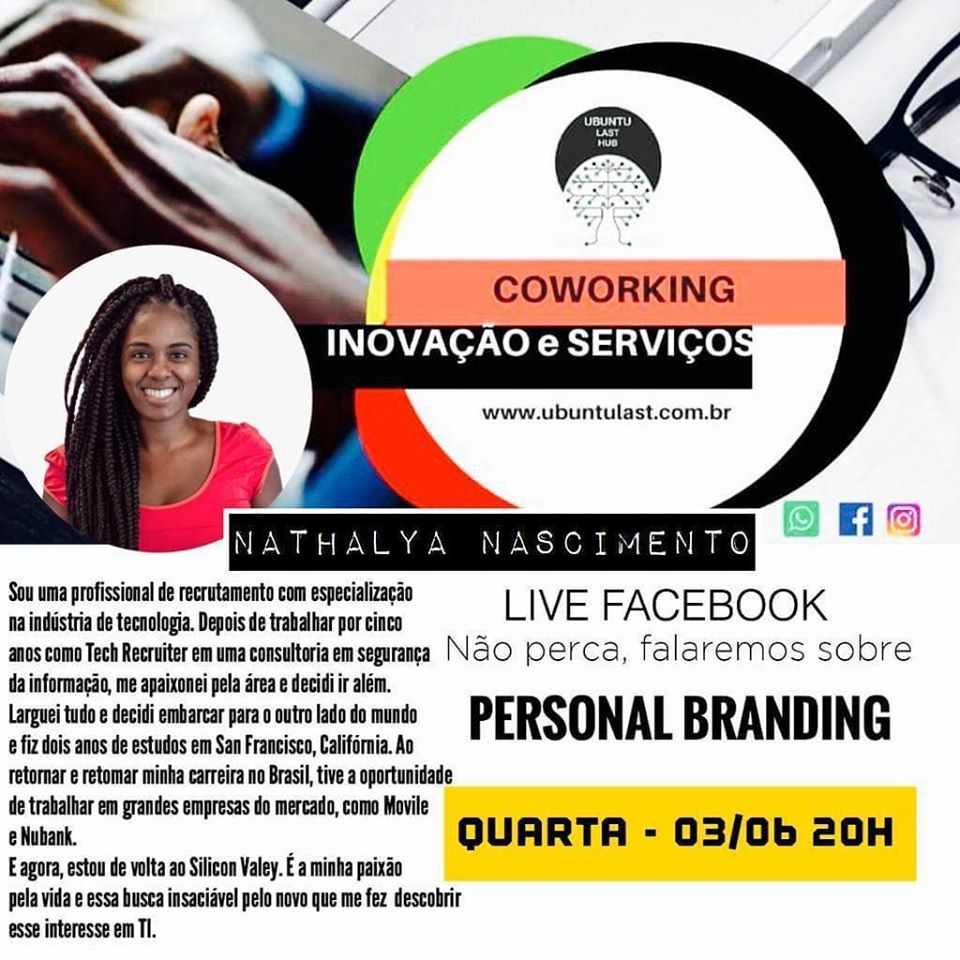 UBUNTU
LAST
HUB
COWORKING
INOVAÇÃO e SERVIÇOS
www.ubuntulast.com.br
NATHALYA NASCIMENTO
Sou uma profissional de recrutamento com especialização
na indústria de tecnologia. Depois de trabalhar por cinco
anos como Tech Recruiter em uma consultoria em segurança
da informação, me apaixonei pela área e decidi ir além.
Larguei tudo e decidi embarcar para o outro lado do mundo
e fiz dois anos de estudos em San Francisco, Califórnia. Ao
retornar e retomar minha carreira no Brasil, tive a oportunidade
de trabalhar em grandes empresas do mercado, como Movile
e Nubank.
E agora, estou de volta ao Silicon Valey. É a minha paixão
pela vida e essa busca insaciável pelo novo que me fez descobrir
esse interesse em TI.
LIVE FACEBOOK
Não perca, falaremos sobre
PERSONAL BRANDING
QUARTA - 03/06 20H